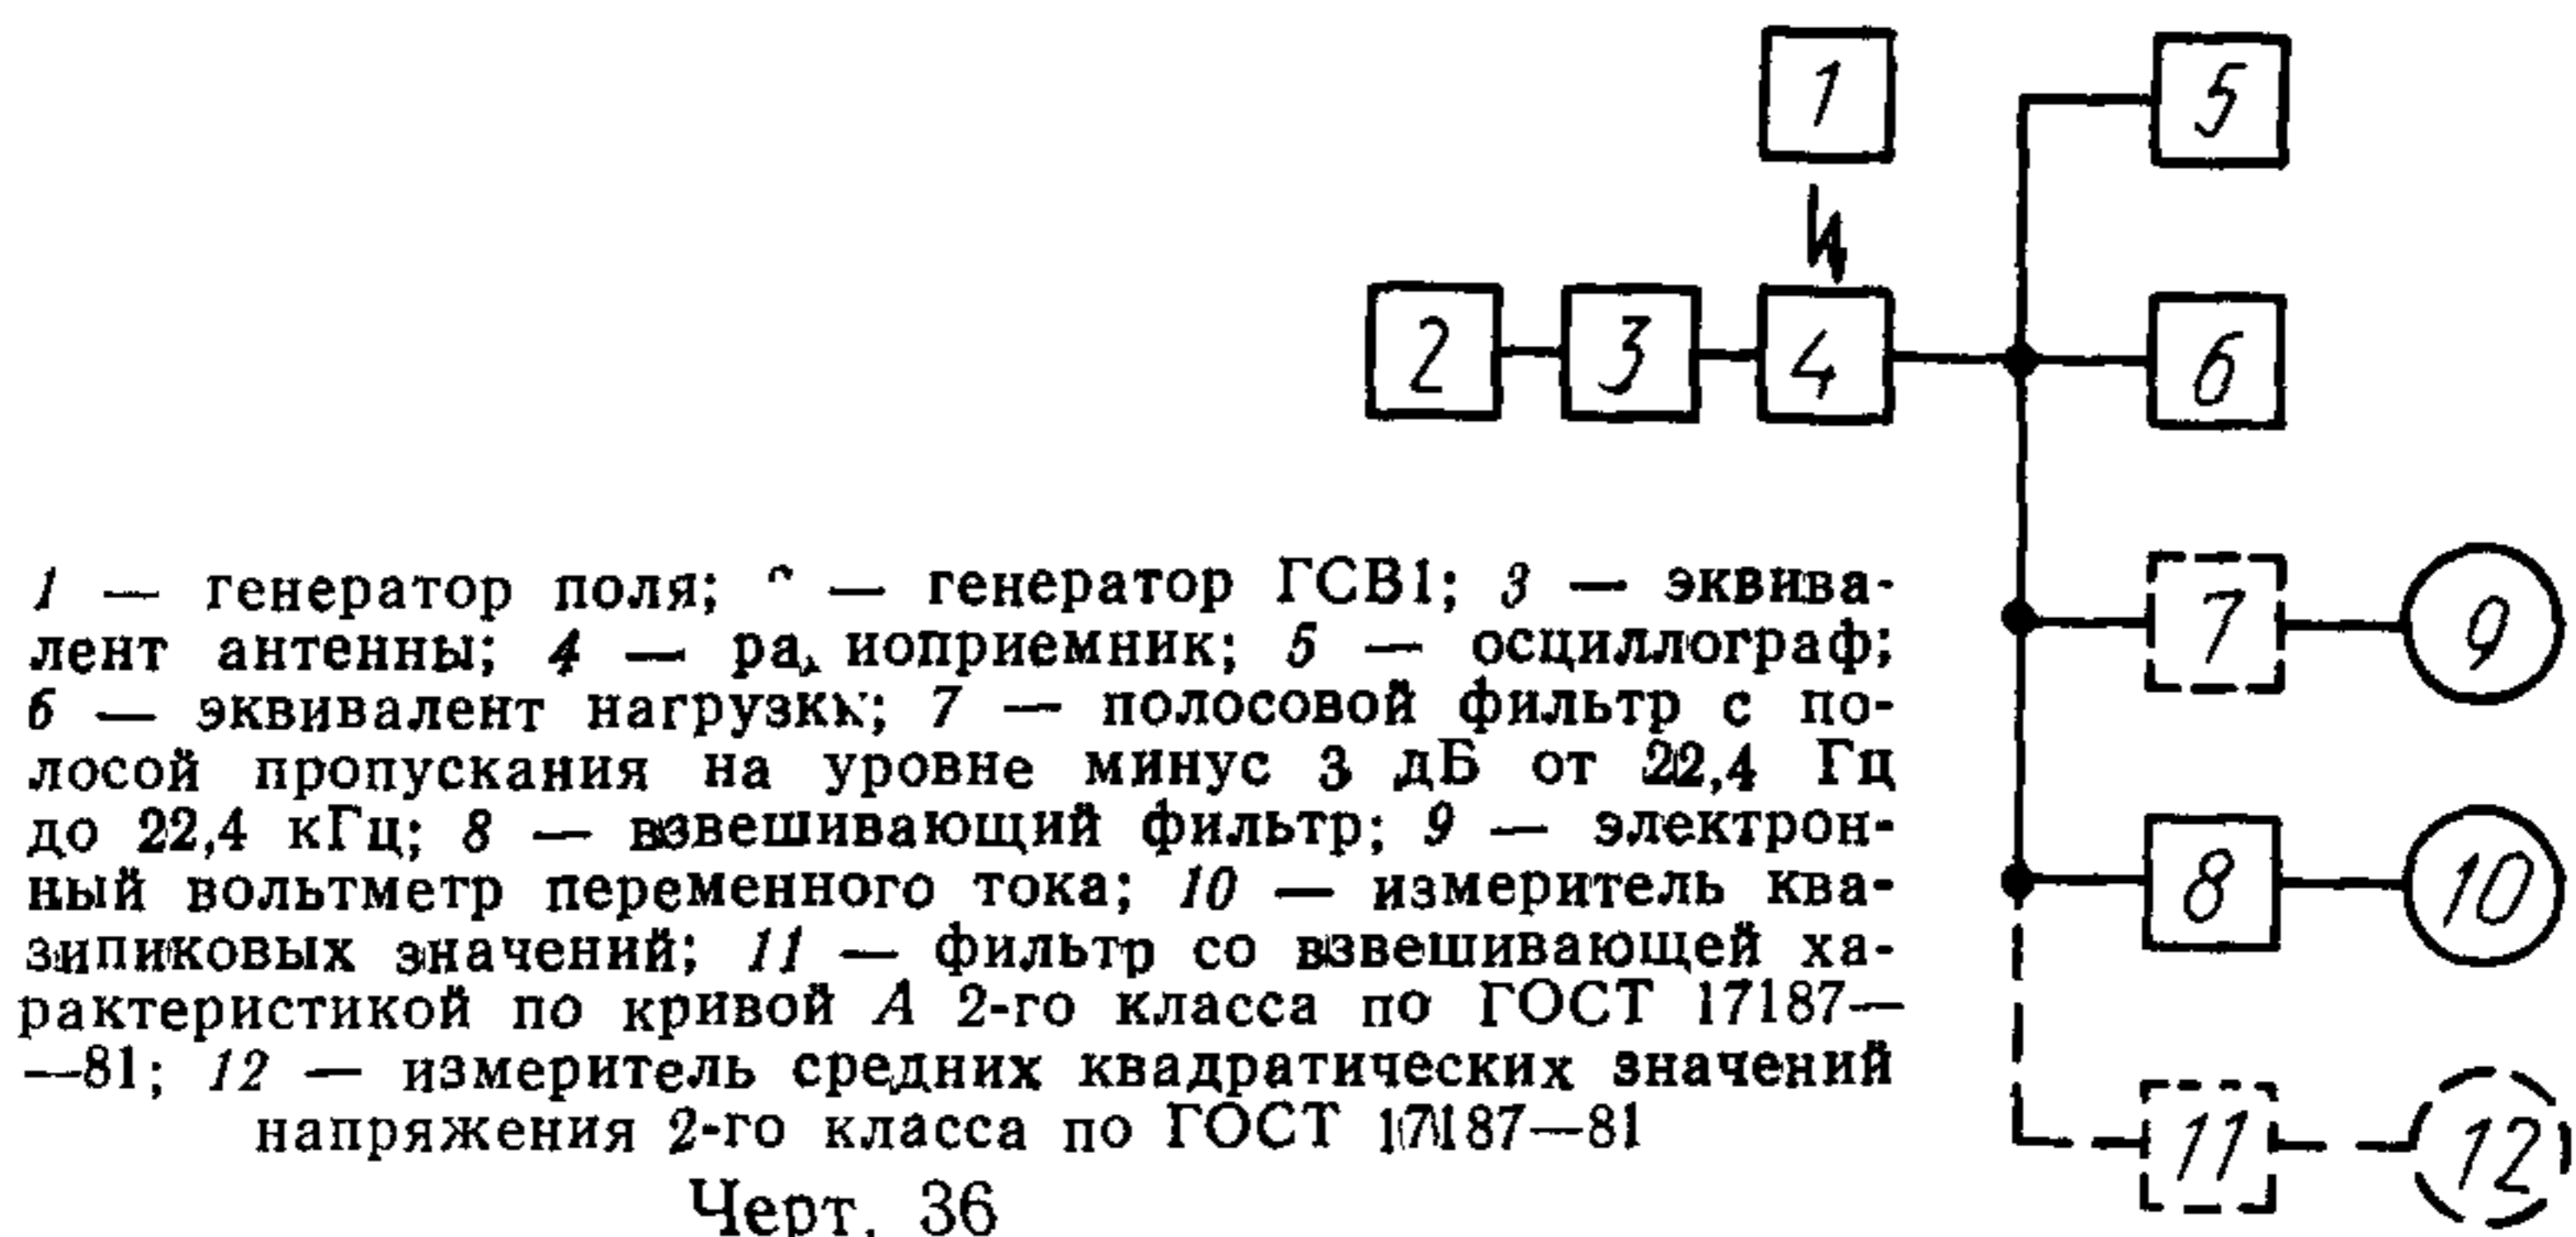 1
5
2
3
4
6
7
9
8
10
11
12
1 — генератор поля; — генератор ГСВ1; 3 — эквива-
лент антенны; 4 — ра иоприемник; 5 — осциллограф;
6 — эквивалент нагрузки; 7 — полосовой фильтр с по-
лосой пропускания на уровне минус 3 дБ от 22,4 Гц
до 22,4 кГц; 8 — взвешивающий фильтр; 9 — электрон-
ный вольтметр переменного тока; 10 — измеритель ква-
зипиковых значений; 11 — фильтр со взвешивающей ха-
рактеристикой по кривой А 2-го класса по ГОСТ 17187—
—81; 12 — измеритель средних квадратических значений
напряжения 2-го класса по ГОСТ 17187—81
Черт. 36